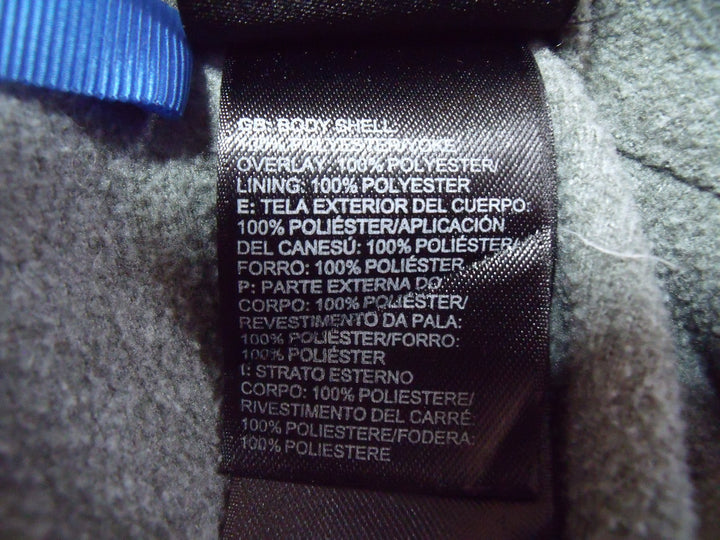 GB: BODY SHELL:
100% POLYESTER/YOKE
OVERLAY: 100% POLYESTER/
LINING: 100% POLYESTER
E: TELA EXTERIOR DEL CUERPO:
100% POLIÉSTER/APLICACIÓN
DEL CANESÚ: 100% POLIÉSTER/
FORRO: 100% POLIÉSTER
P: PARTE EXTERNA DO
CORPO: 100% POLIÉSTER/
REVESTIMENTO DA PALA:
100% POLIÉSTER/FORRO:
100% POLIÉSTER
I: STRATO ESTERNO
CORPO: 100% POLIESTERE/
RIVESTIMENTO DEL CARRÉ:
100% POLIESTERE/FODERA:
100% POLIESTERE